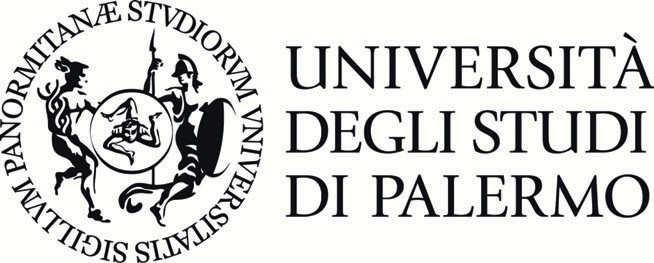 SIGILLVM PANORMITANÆ STVDIORVM VNIVERSITATIS
UNIVERSITÀ
DEGLI STUDI
DI PALERMO